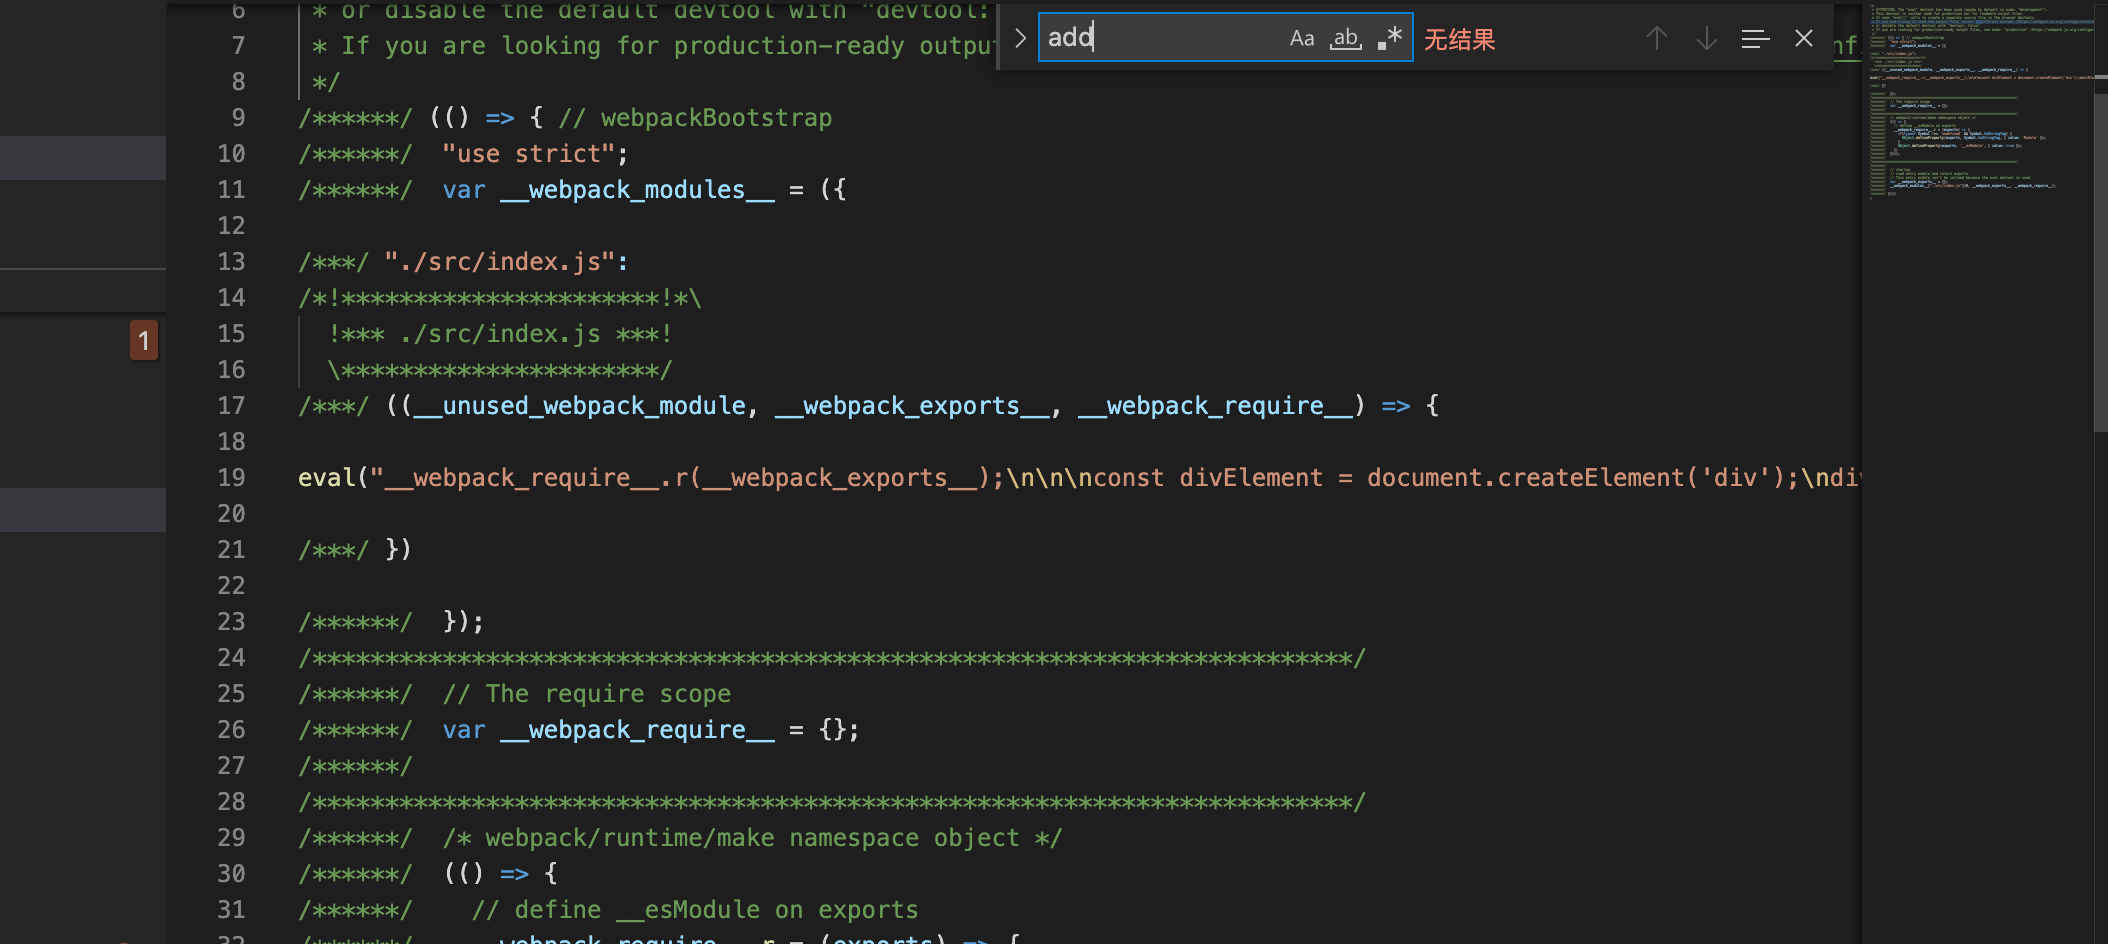 6 * or disable the default devtool with "devtool:
7 * If you are looking for production-ready outpu
8 */
9 /******/ (() => { // webpackBootstrap
10 /******/ "use strict";
11 /******/ var __webpack_modules__ = ({
12
13 /***/ "./src/index.js":
14 /*!**********************!*\
15 !*** ./src/index.js ***!
16 \**********************/
17 /***/ ((__unused_webpack_module, __webpack_exports__, __webpack_require__) => {
18
19 eval("__webpack_require__.r(__webpack_exports__);\n\n\nconst divElement = document.createElement('div');\ndiv
20
21 /***/ })
22
23 /******/ });
24 /************************************************************************/
25 /******/ // The require scope
26 /******/ var __webpack_require__ = {};
27 /******/
28 /************************************************************************/
29 /******/ /* webpack/runtime/make namespace object */
30 /******/ (() => {
31 /******/ // define __esModule on exports
32 /******/ __webpack_require__.r = (exports) => {
add
Aa ab .*
无结果
nf
1